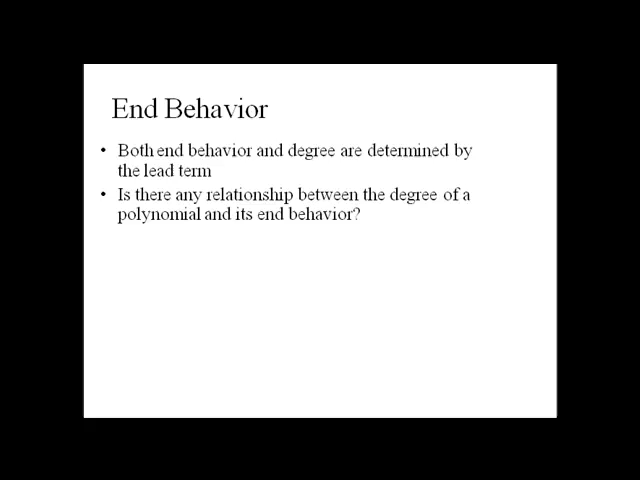 End Behavior
• Both end behavior and degree are determined by
the lead term
• Is there any relationship between the degree of a
polynomial and its end behavior?